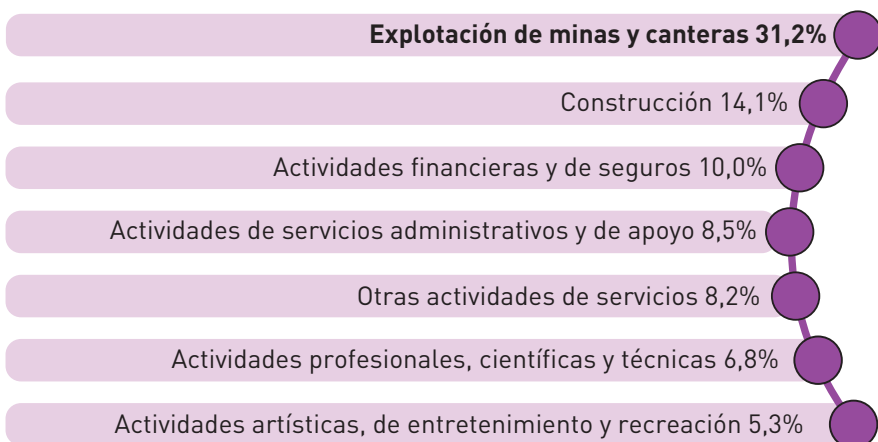 Explotación de minas y canteras 31,2%
Construcción 14,1%
Actividades financieras y de seguros 10,0%
Actividades de servicios administrativos y de apoyo 8,5%
Otras actividades de servicios 8,2%
Actividades profesionales, científicas y técnicas 6,8%
Actividades artísticas, de entretenimiento y recreación 5,3%